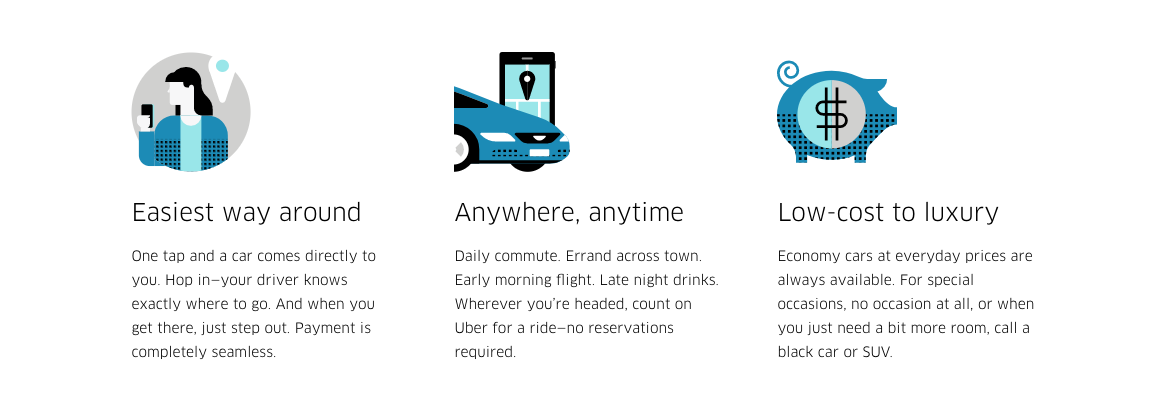 Easiest way around
One tap and a car comes directly to
you. Hop in—your driver knows
exactly where to go. And when you
get there, just step out. Payment is
completely seamless.
Anywhere, anytime
Daily commute. Errand across town.
Early morning flight. Late night drinks.
Wherever you’re headed, count on
Uber for a ride—no reservations
required.
Low-cost to luxury
Economy cars at everyday prices are
always available. For special
occasions, no occasion at all, or when
you just need a bit more room, call a
black car or SUV.